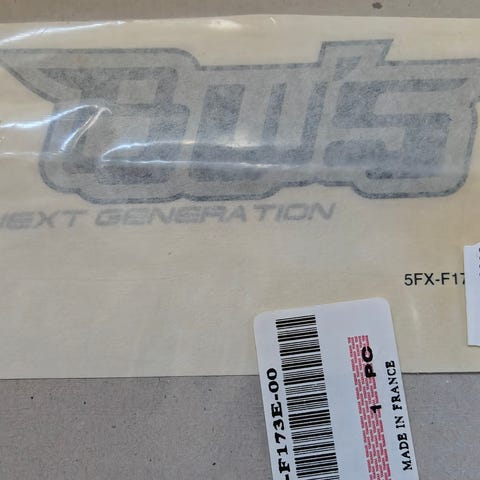 BW'S
NEXT GENERATION
5FX-F17
-F173E-00
1 PC
MADE IN FRANCE